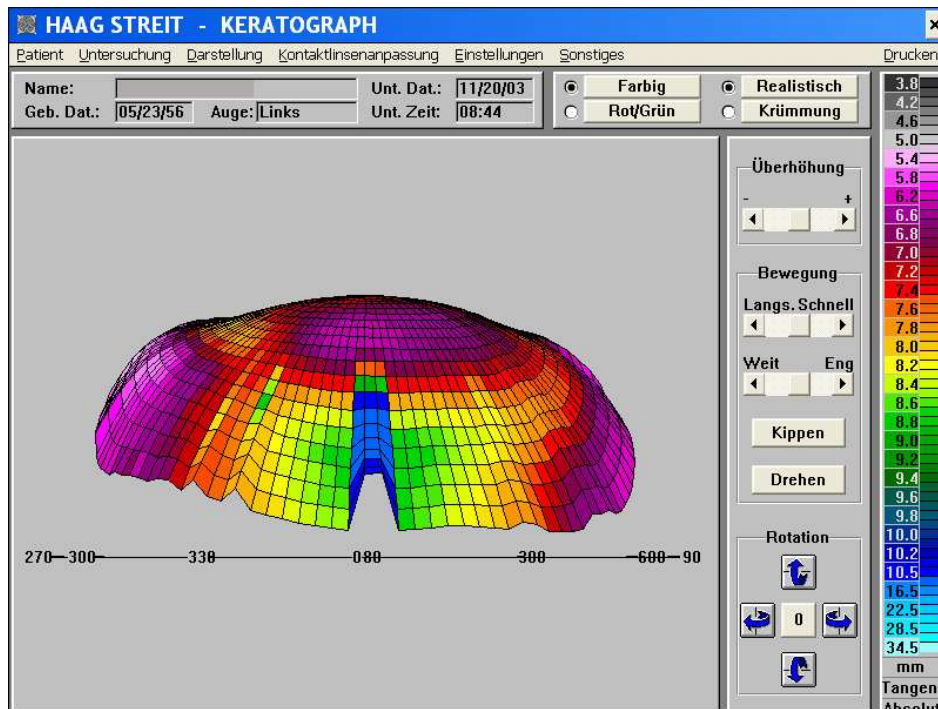 HAAG STREIT - KERATOGRAPH
Patient Untersuchung Darstellung Kontaktlinsenanpassung Einstellungen Sonstiges Drucken
Name: Unt. Dat.: 11/20/03
Geb. Dat.: 05/23/56 Auge: Links Unt. Zeit: 08:44
Farbig Realistisch
Rot/Grün Krümmung
Überhöhung
- +
Bewegung
Langs. Schnell
Weit Eng
Kippen
Drehen
Rotation
0
270 300 330 300 90
3.8
4.2
4.6
5.0
5.4
5.8
6.2
6.6
6.8
7.0
7.2
7.4
7.6
7.8
8.0
8.2
8.4
8.6
8.8
9.0
9.2
9.4
9.6
9.8
10.0
10.2
10.5
16.5
22.5
28.5
34.5
mm
Tangen
Absolut